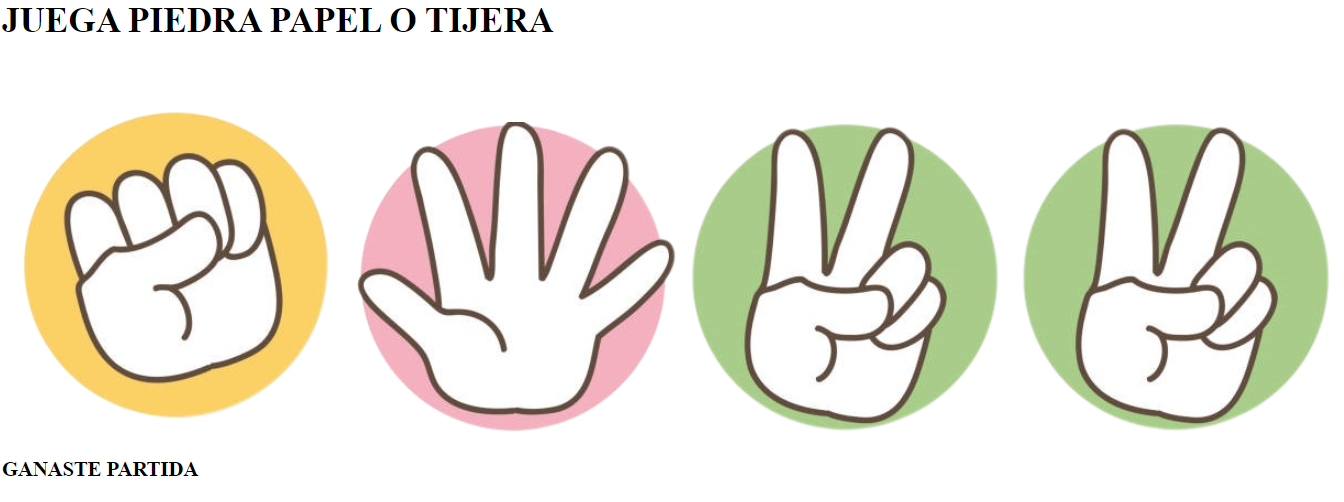 JUEGA PIEDRA PAPEL O TIJERA
GANASTE PARTIDA